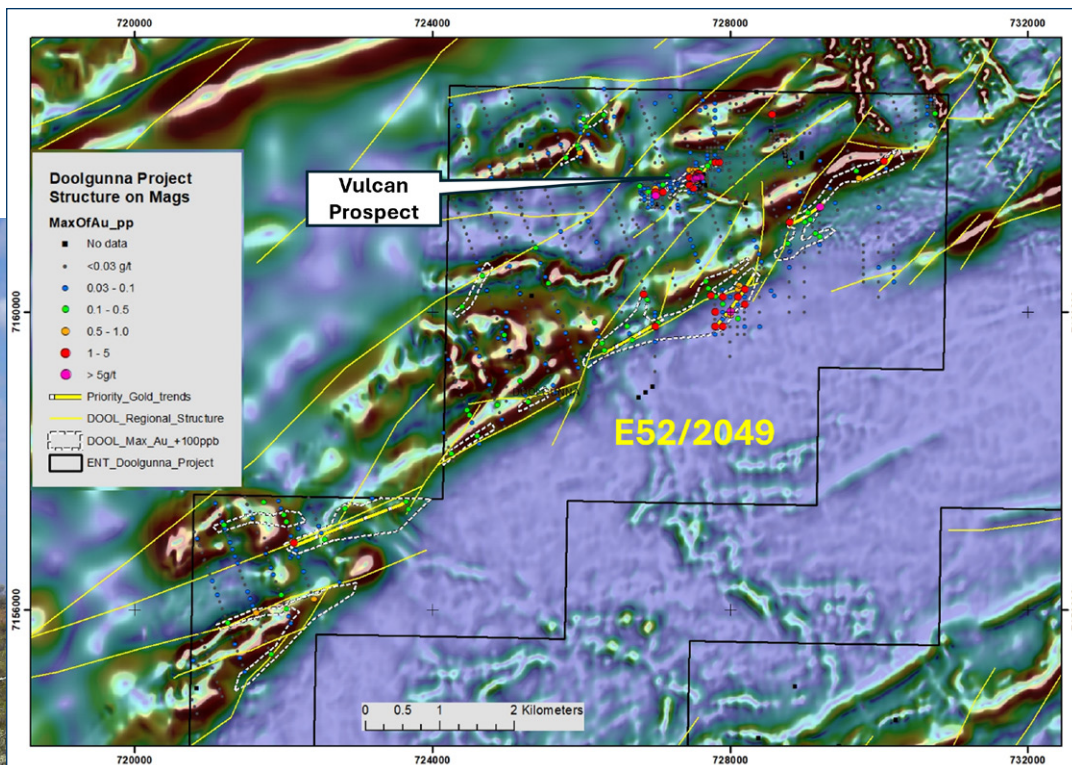 720000
724000
728000
732000
Doolgunna Project
Structure on Mags
MaxOfAu_pp
No data
<0.03 g/t
0.03 - 0.1
0.1 - 0.5
0.5 - 1.0
1 - 5
> 5g/t
Priority_Gold_trends
DOOL_Regional_Structure
DOOL_Max_Au_+100ppb
ENT_Doolgunna_Project
Vulcan
Prospect
7160000
7160000
E52/2049
7156000
7156000
0 0.5 1 2 Kilometers
720000
724000
728000
732000